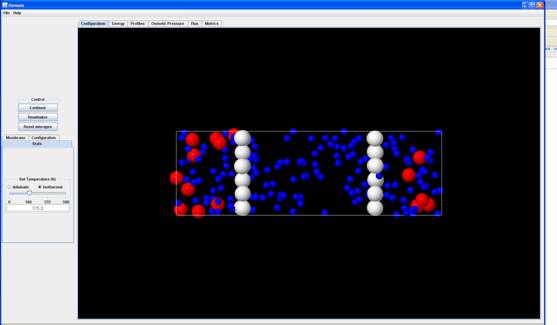 Osmosis
File Help
Configuration Energy Profiles Osmotic Pressure Flux Metrics
Control
Continue
Reinitialize
Reset averages
Membrane Configuration
State
Set Temperature (K)
Adiabatic Isothermal
0 166 333 500
175.0